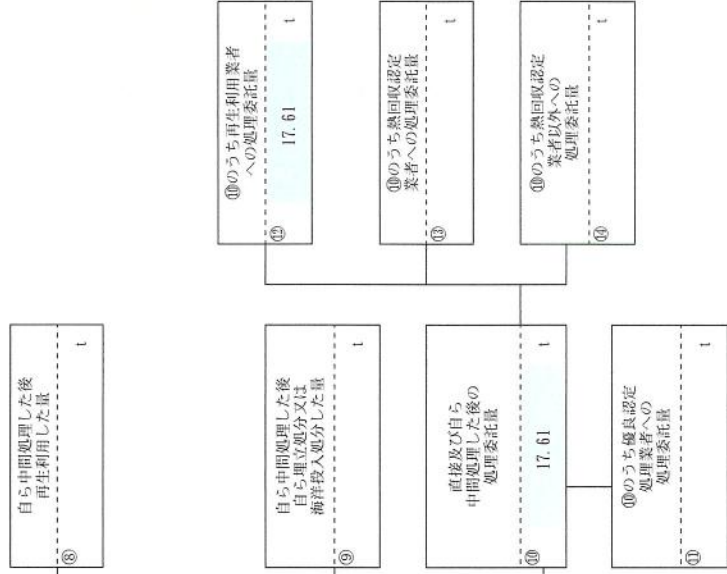 自ら中間処理した後
再生利用した量
⑧
t
自ら中間処理した後
自ら埋立処分又は
海洋投入処分した量
⑨
t
直接及び自ら
中間処理した後の
処理委託量
⑩
17.61
t
⑩のうち優良認定
処理業者への
処理委託量
⑪
t
⑩のうち再生利用業者
への処理委託量
⑫
17.61
t
⑩のうち熱回収認定
業者への処理委託量
⑬
t
⑩のうち熱回収認定
業者以外への
処理委託量
⑭
t